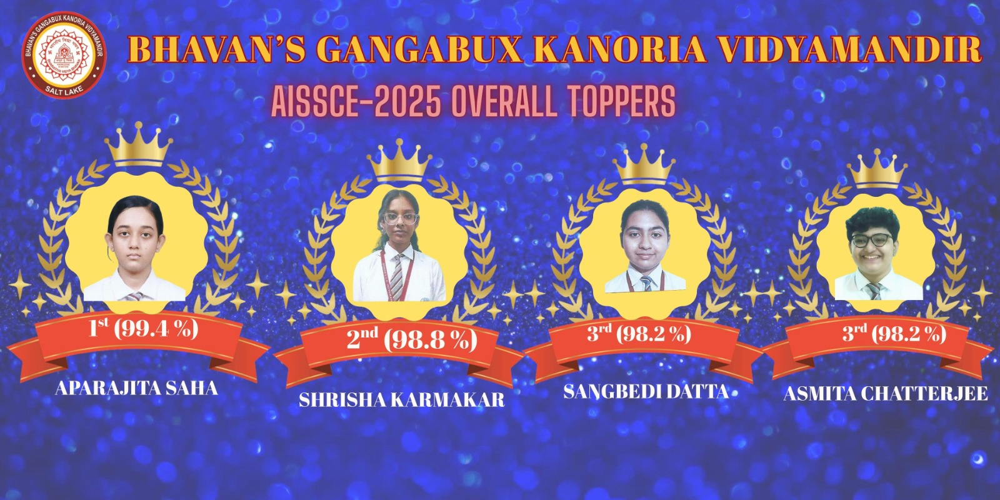 BHAVAN'S GANGABUX KANORIA VIDYAMANDIR
SALT LAKE
BHAVAN'S GANGABUX KANORIA VIDYAMANDIR
AISSCE-2025 OVERALL TOPPERS
1st (99.4 %)
2nd (98.8 %)
3rd (98.2 %)
3rd (98.2 %)
APARAJITA SAHA
SHRISHA KARMAKAR
SANGBEDI DATTA
ASMITA CHATTERJEE